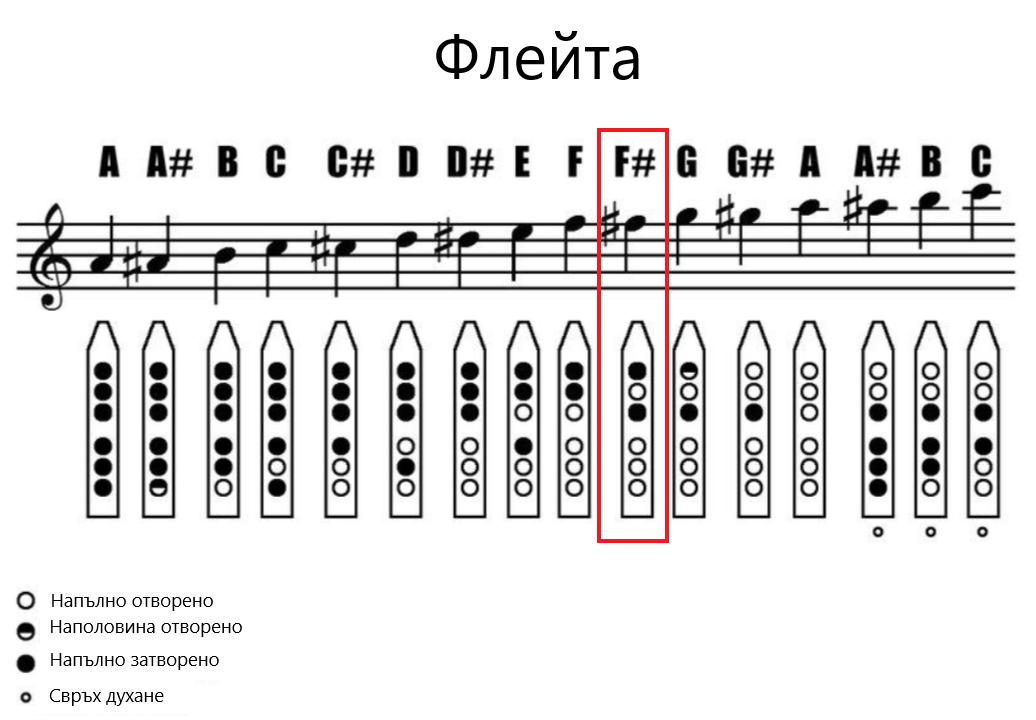 Флейта
A A# B C C# D D# E F F# G G# A A# B C
Напълно отворено
Наполовина отворено
Напълно затворено
Свръх духане